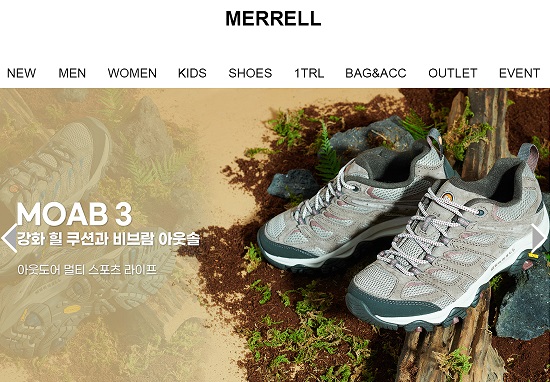 MERRELL
NEW MEN WOMEN KIDS SHOES 1TRL BAG&ACC OUTLET EVENT
MOAB 3
강화 힐 쿠션과 비브람 아웃솔
아웃도어 멀티 스포츠 라이프